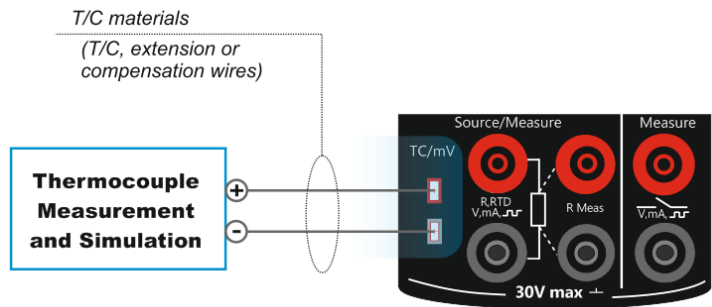 T/C materials
(T/C, extension or
compensation wires)
Thermocouple
Measurement
and Simulation
+
-
Source/Measure
Measure
TC/mV
R,RTD
V,mA,
R Meas
V,mA,
30V max